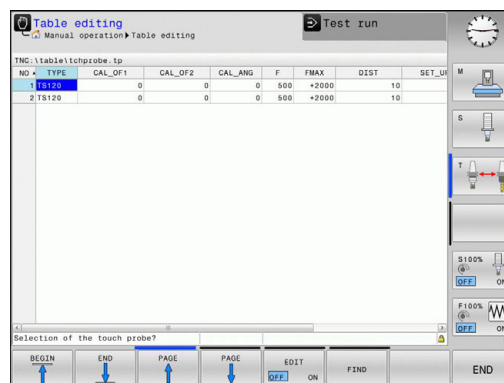 Table editing
Manual operation▸Table editing
Test run
TNC:\table\tchprobe.tp
NO TYPE CAL_OF1 CAL_OF2 CAL_ANG F FMAX DIST SET_U
1 TS120 0 0 0 500 +2000 10
2 TS120 0 0 0 500 +2000 10
M
S
T
S100%
OFF ON
F100%
OFF ON
Selection of the touch probe?
BEGIN
END
PAGE
PAGE
EDIT
OFF ON
FIND
END